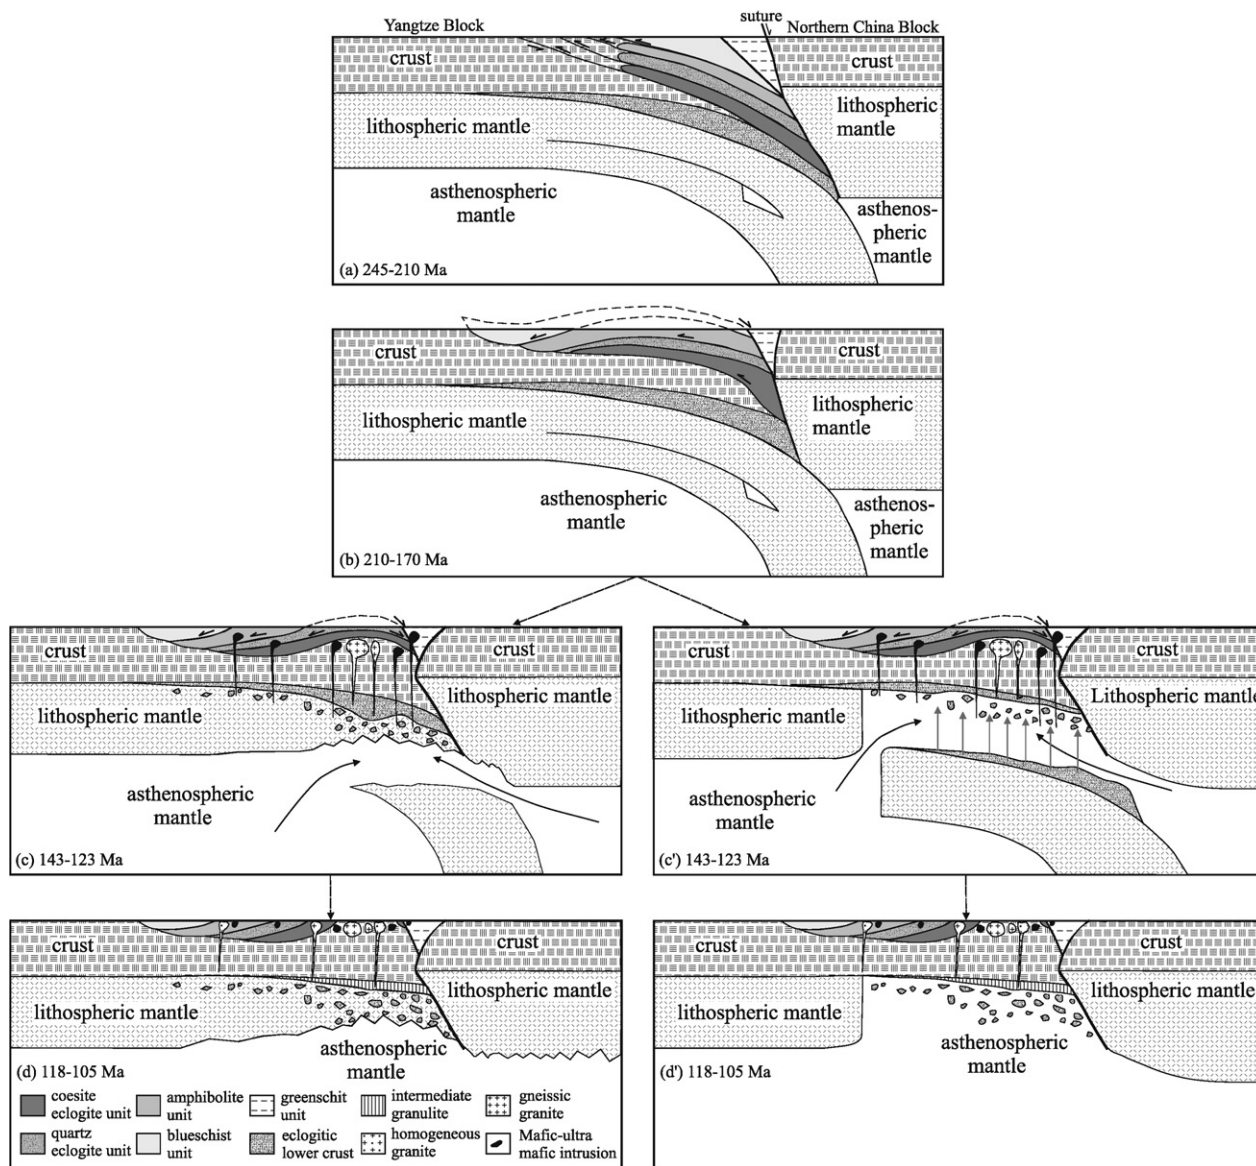 Yangtze Block
suture
Northern China Block
crust
crust
lithospheric mantle
lithospheric
mantle
asthenospheric
mantle
asthenos-
pheric
mantle
(a) 245-210 Ma
crust
crust
lithospheric mantle
lithospheric
mantle
asthenospheric
mantle
asthenos-
pheric
mantle
(b) 210-170 Ma
crust
crust
lithospheric mantle
lithospheric mantle
asthenospheric
mantle
(c) 143-123 Ma
crust
crust
lithospheric mantle
Lithospheric mantle
asthenospheric
mantle
(c') 143-123 Ma
crust
crust
lithospheric mantle
lithospheric mantle
asthenospheric
mantle
(d) 118-105 Ma
crust
crust
lithospheric mantle
lithospheric mantle
asthenospheric
mantle
(d') 118-105 Ma
coesite
eclogite unit
amphibolite
unit
greenschit
unit
intermediate
granulite
gneissic
granite
quartz
eclogite unit
blueschist
unit
eclogitic
lower crust
homogeneous
granite
Mafic-ultra
mafic intrusion